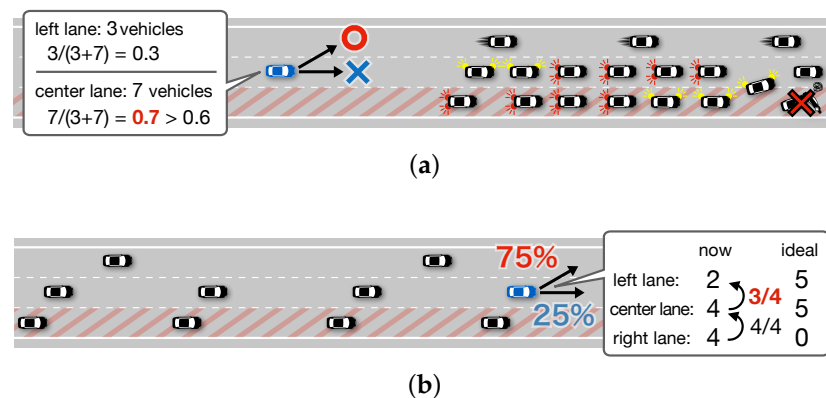 left lane: 3 vehicles
3/(3+7) = 0.3
center lane: 7 vehicles
7/(3+7) = 0.7 > 0.6
(a)
75%
25%
now ideal
left lane: 2 5
3/4
center lane: 4 5
4/4
right lane: 4 0
(b)